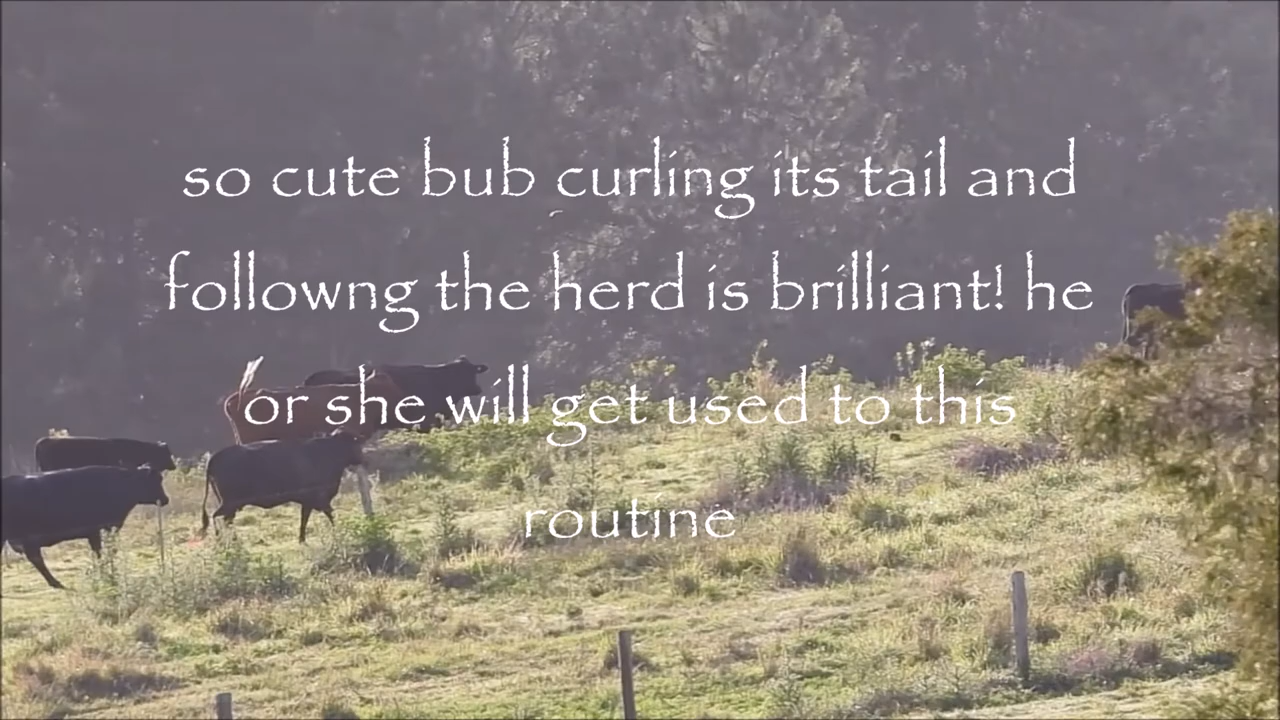 so cute bub curling its tail and
followng the herd is brilliant! he
or she will get used to this
routine